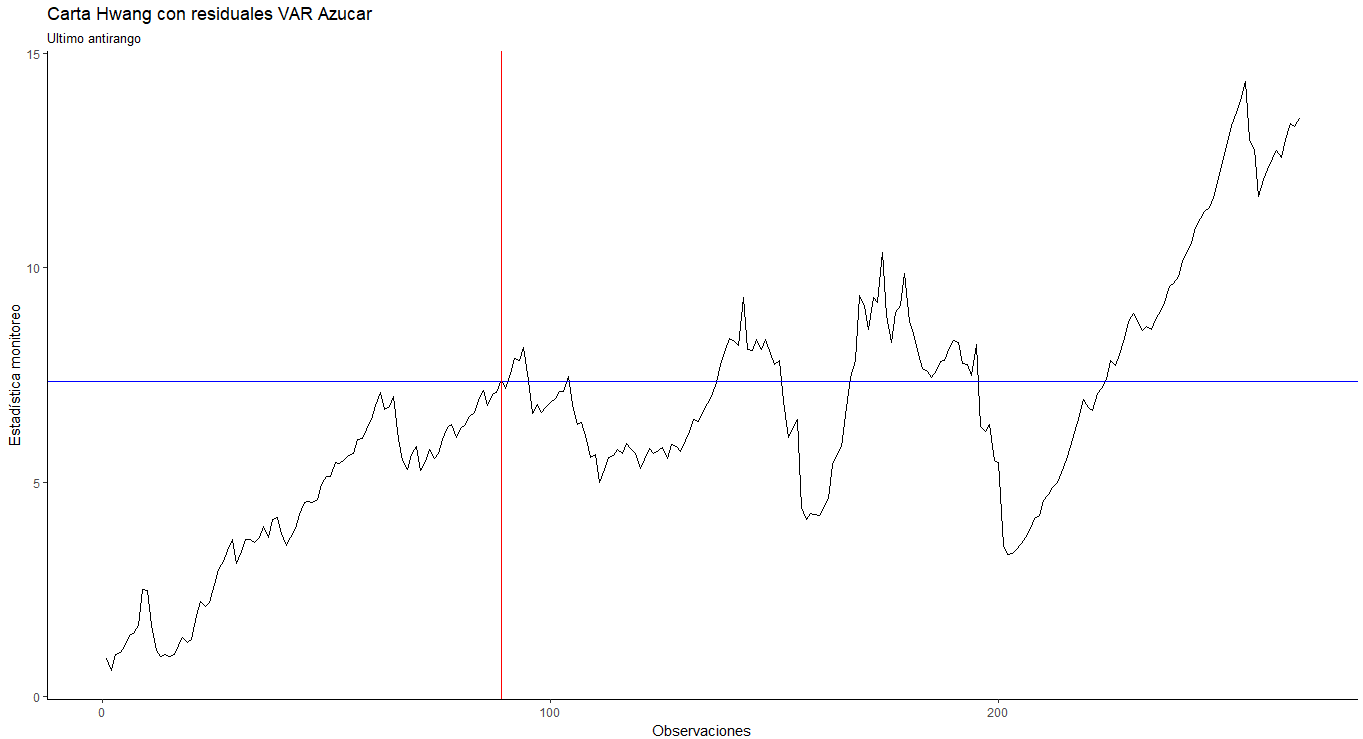 Carta Hwang con residuales VAR Azucar
Ultimo antirango
15
10
5
0
Estadística monitoreo
0
100
200
Observaciones